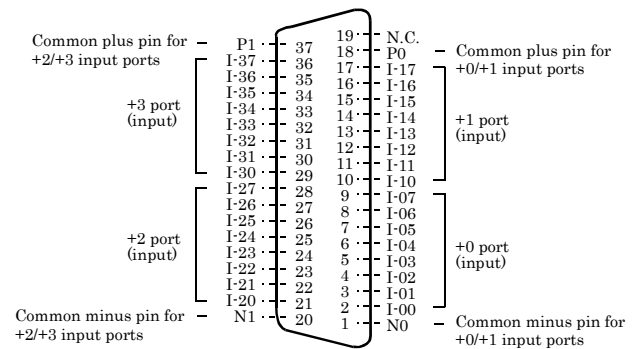 Common plus pin for
+2/+3 input ports
P1
I-37
I-36
I-35
I-34
I-33
I-32
I-31
I-30
I-27
I-26
I-25
I-24
I-23
I-22
I-21
I-20
N1
+3 port
(input)
+2 port
(input)
Common minus pin for
+2/+3 input ports
37
36
35
34
33
32
31
30
29
28
27
26
25
24
23
22
21
20
19
18
17
16
15
14
13
12
11
10
9
8
7
6
5
4
3
2
1
N.C.
P0
I-17
I-16
I-15
I-14
I-13
I-12
I-11
I-10
I-07
I-06
I-05
I-04
I-03
I-02
I-01
I-00
N0
Common plus pin for
+0/+1 input ports
+1 port
(input)
+0 port
(input)
Common minus pin for
+0/+1 input ports